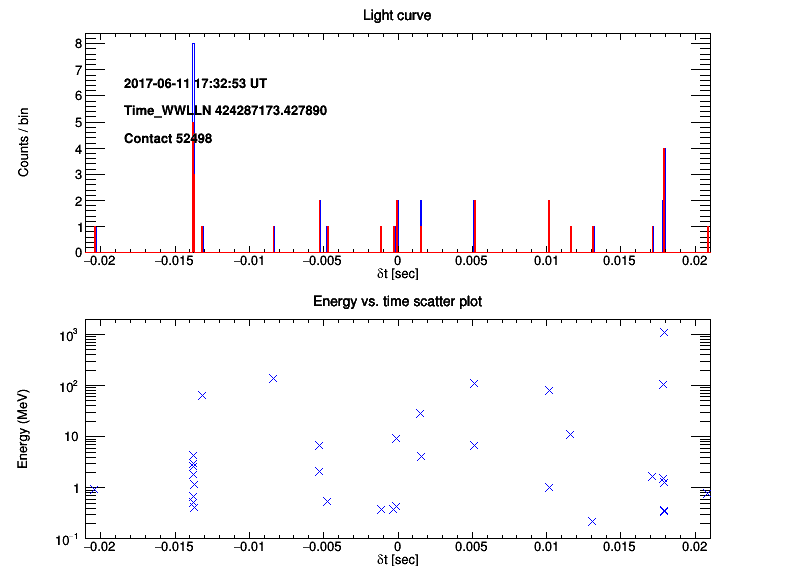 Light curve
Counts / bin
8
7
6
5
4
3
2
1
0
2017-06-11 17:32:53 UT
Time_WWLLN 424287173.427890
Contact 52498
−0.02 −0.015 −0.01 −0.005 0 0.005 0.01 0.015 0.02
δt [sec]
Energy vs. time scatter plot
Energy (MeV)
10³
10²
10
1
10⁻¹
−0.02 −0.015 −0.01 −0.005 0 0.005 0.01 0.015 0.02
δt [sec]